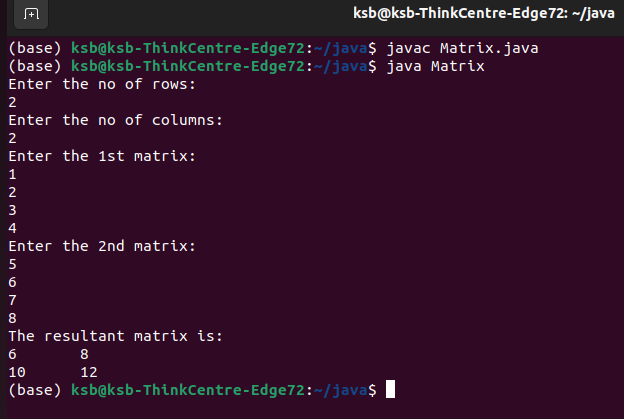 ksb@ksb-ThinkCentre-Edge72: ~/java
(base) ksb@ksb-ThinkCentre-Edge72:~/java$ javac Matrix.java
(base) ksb@ksb-ThinkCentre-Edge72:~/java$ java Matrix
Enter the no of rows:
2
Enter the no of columns:
2
Enter the 1st matrix:
1
2
3
4
Enter the 2nd matrix:
5
6
7
8
The resultant matrix is:
6       8
10      12
(base) ksb@ksb-ThinkCentre-Edge72:~/java$